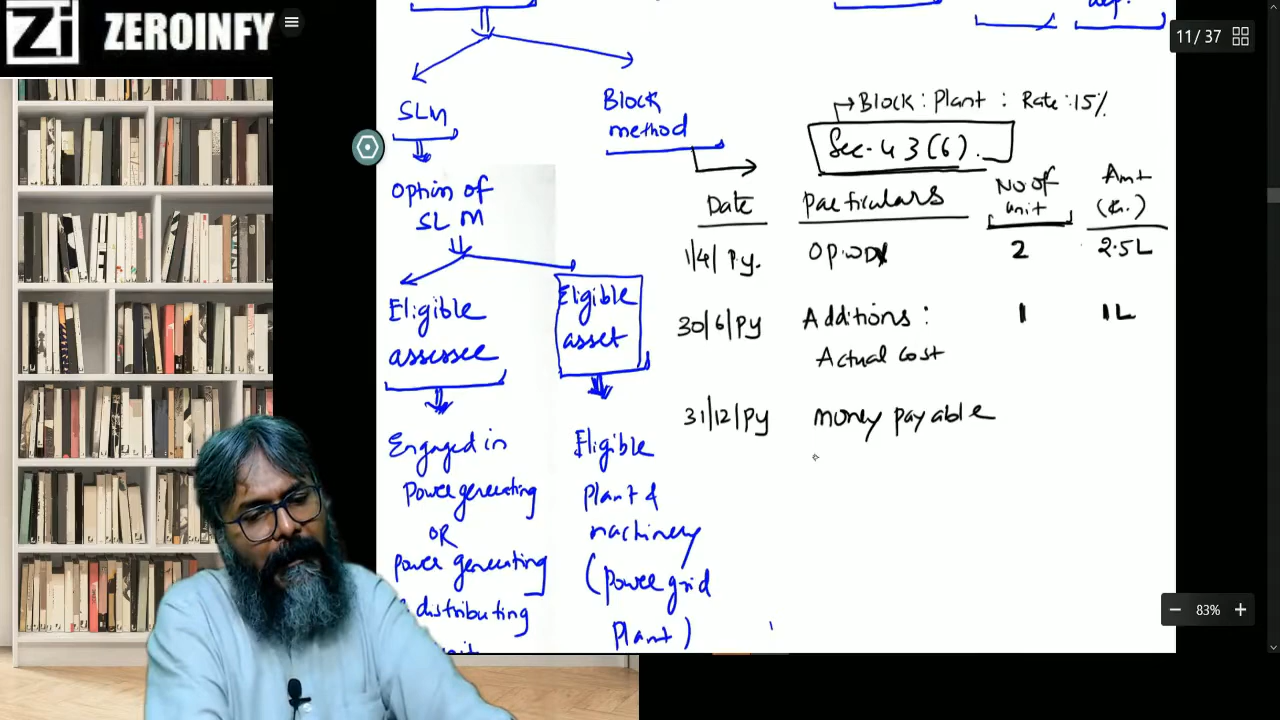 ZEROINFY
11 / 37
SLM
Option of
SLM
Eligible
assessee
Engaged in
Power generating
OR
Power generating
& distributing
Eligible
asset
Eligible
Plant &
machinery
(Power grid
Plant)
Block
method
Block : Plant : Rate : 15%
Sec. 43(6).
Date Particulars No of unit Amt
1/4/ Py. Op. WDV 2 2.5L
30/6/Py Additions : 1 1L
Actual cost
31/12/Py money payable
83%